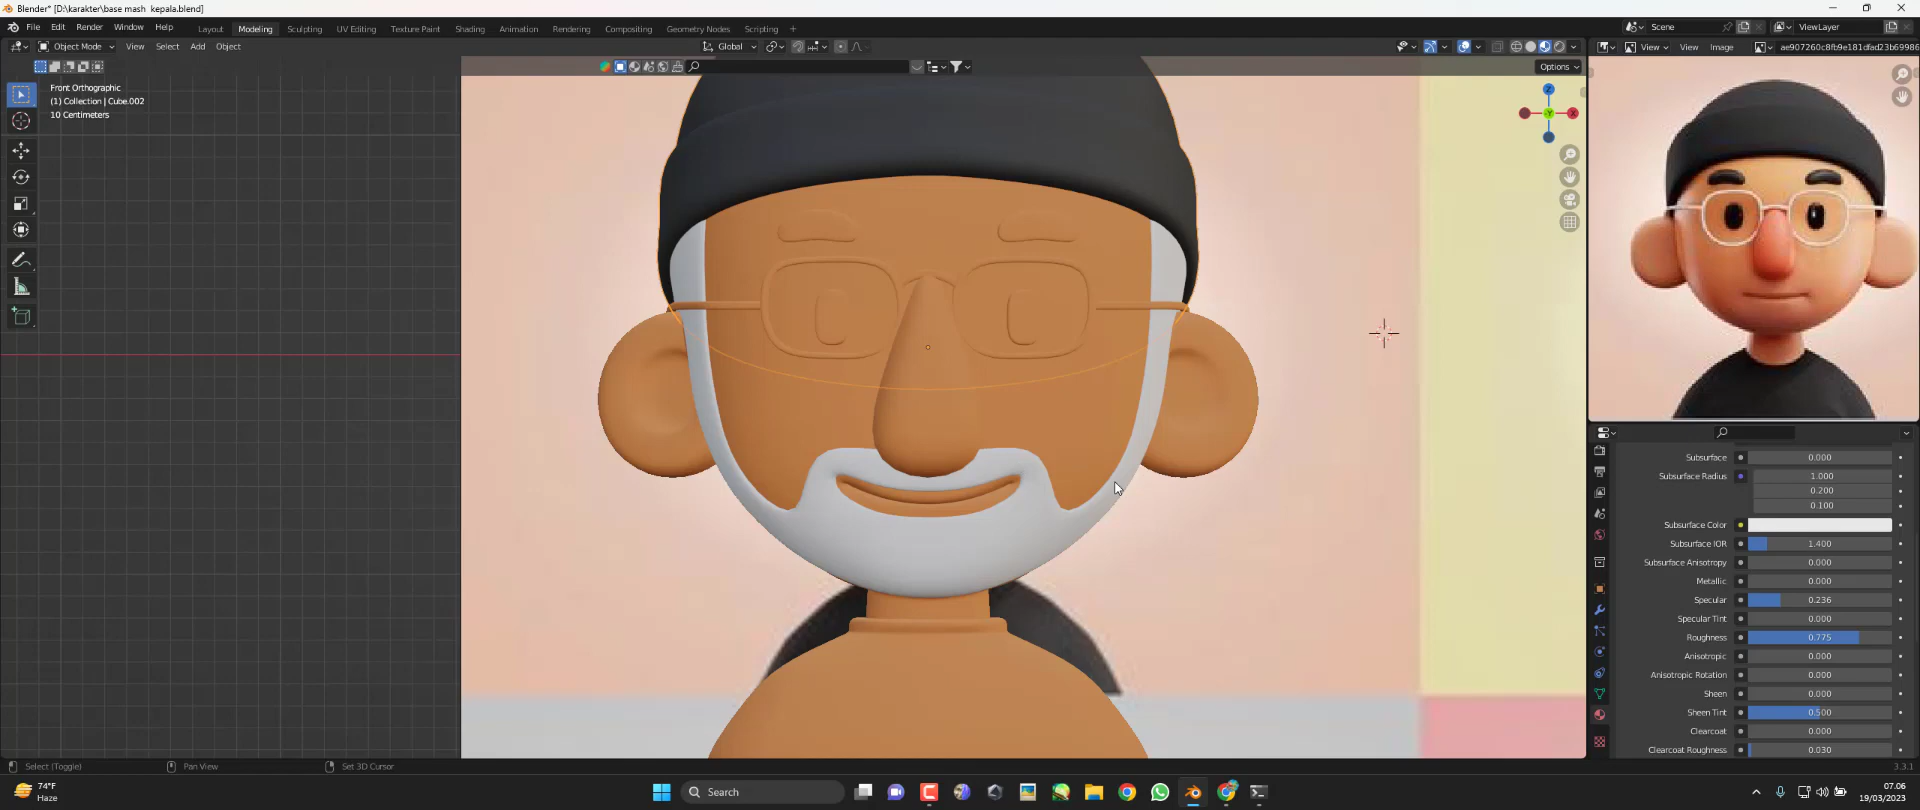 Blender* [D:\karakter\base mash  kepala.blend]
File Edit Render Window Help Layout Modeling Sculpting UV Editing Texture Paint Shading Animation Rendering Compositing Geometry Nodes Scripting + Scene ViewLayer
Object Mode View Select Add Object Global View View Image ae907260c8fb9e181dfad23b69986
Options
Front Orthographic
(1) Collection | Cube.002
10 Centimeters
Z
Y
X
Subsurface 0.000
Subsurface Radius 1.000
0.200
0.100
Subsurface Color
Subsurface IOR 1.400
Subsurface Anisotropy 0.000
Metallic 0.000
Specular 0.236
Specular Tint 0.000
Roughness 0.775
Anisotropic 0.000
Anisotropic Rotation 0.000
Sheen 0.000
Sheen Tint 0.500
Clearcoat 0.000
Clearcoat Roughness 0.030
Select (Toggle) Pan View Set 3D Cursor 3.3.1
74°F
Haze
Search
07.06
19/03/2023